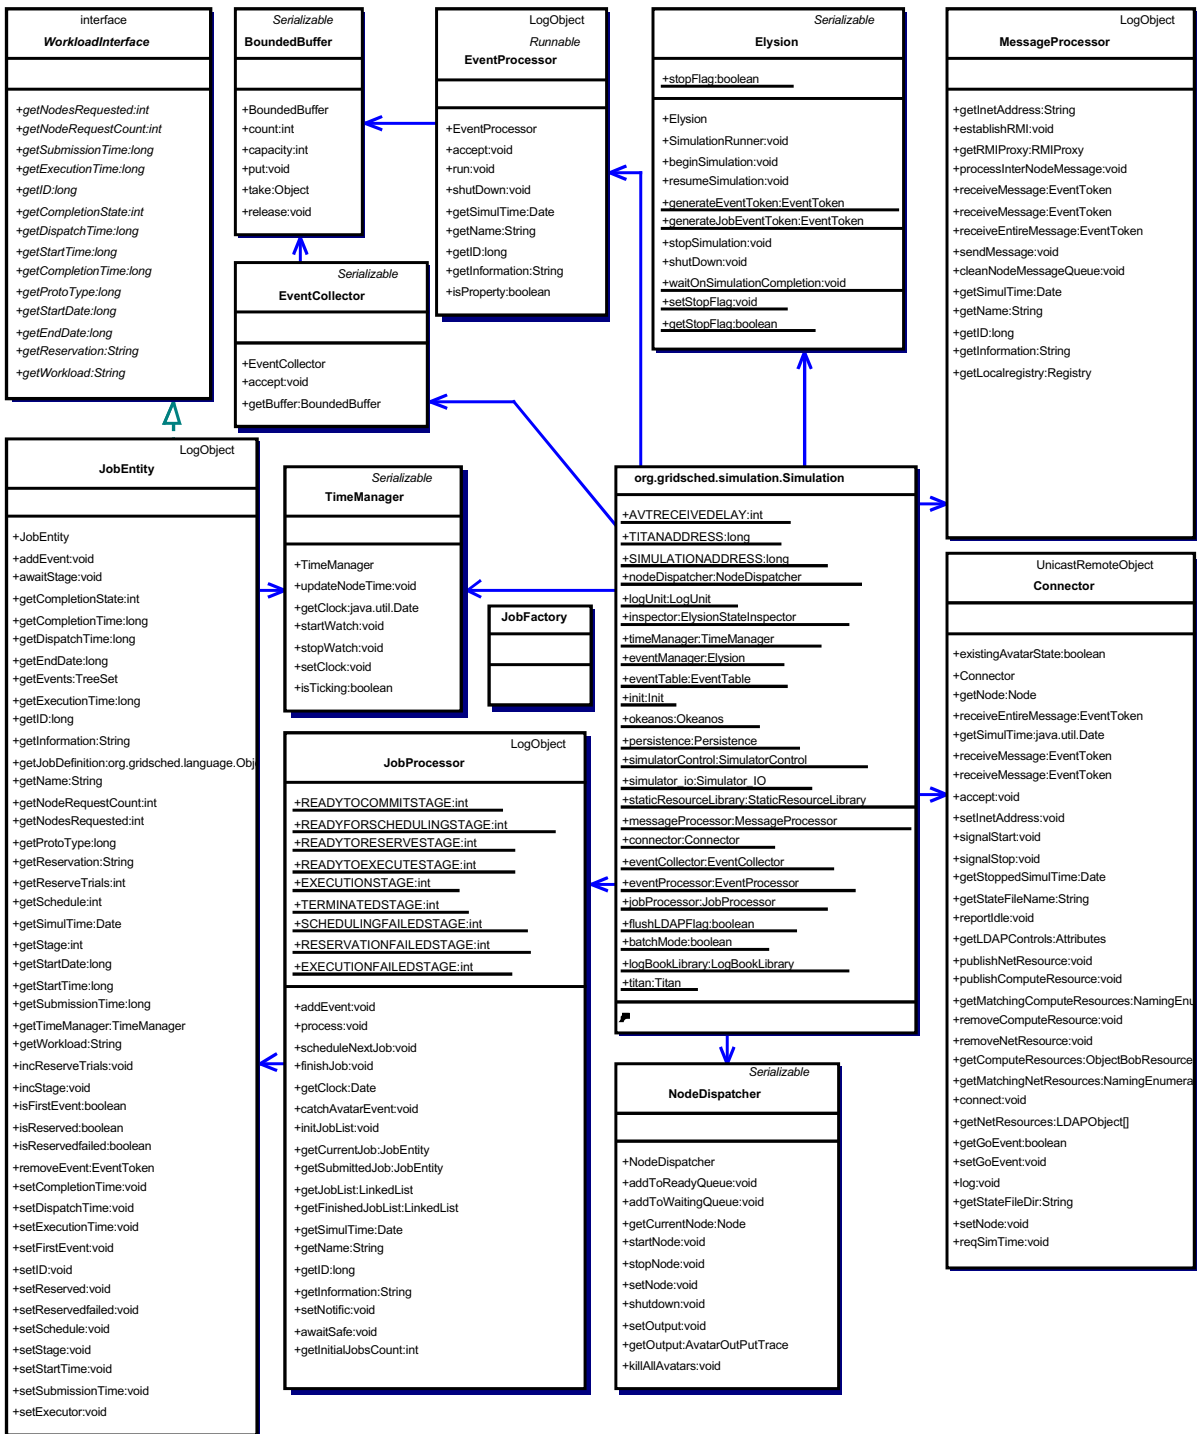 interface
WorkloadInterface
+getNodesRequested:int
+getNodeRequestCount:int
+getSubmissionTime:long
+getExecutionTime:long
+getID:long
+getCompletionState:int
+getDispatchTime:long
+getStartTime:long
+getCompletionTime:long
+getProtoType:long
+getStartDate:long
+getEndDate:long
+getReservation:String
+getWorkload:String
Serializable
BoundedBuffer
+BoundedBuffer
+count:int
+capacity:int
+put:void
+take:Object
+release:void
LogObject
Runnable
EventProcessor
+EventProcessor
+accept:void
+run:void
+shutDown:void
+getSimulTime:Date
+getName:String
+getID:long
+getInformation:String
+isProperty:boolean
Serializable
Elysion
+stopFlag:boolean
+Elysion
+SimulationRunner:void
+beginSimulation:void
+resumeSimulation:void
+generateEventToken:EventToken
+generateJobEventToken:EventToken
+stopSimulation:void
+shutDown:void
+waitOnSimulationCompletion:void
+setStopFlag:void
+getStopFlag:boolean
LogObject
MessageProcessor
+getInetAddress:String
+establishRMI:void
+getRMIProxy:RMIProxy
+processInterNodeMessage:void
+receiveMessage:EventToken
+receiveMessage:EventToken
+receiveEntireMessage:EventToken
+sendMessage:void
+cleanNodeMessageQueue:void
+getSimulTime:Date
+getName:String
+getID:long
+getInformation:String
+getLocalregistry:Registry
Serializable
EventCollector
+EventCollector
+accept:void
+getBuffer:BoundedBuffer
LogObject
JobEntity
+JobEntity
+addEvent:void
+awaitStage:void
+getCompletionState:int
+getCompletionTime:long
+getDispatchTime:long
+getEndDate:long
+getEvents:TreeSet
+getExecutionTime:long
+getID:long
+getInformation:String
+getJobDefinition:org.gridsched.language.Obj
+getName:String
+getNodeRequestCount:int
+getNodesRequested:int
+getProtoType:long
+getReservation:String
+getReserveTrials:int
+getSchedule:int
+getSimulTime:Date
+getStage:int
+getStartDate:long
+getStartTime:long
+getSubmissionTime:long
+getTimeManager:TimeManager
+getWorkload:String
+incReserveTrials:void
+incStage:void
+isFirstEvent:boolean
+isReserved:boolean
+isReservedfailed:boolean
+removeEvent:EventToken
+setCompletionTime:void
+setDispatchTime:void
+setExecutionTime:void
+setFirstEvent:void
+setID:void
+setReserved:void
+setReservedfailed:void
+setSchedule:void
+setStage:void
+setStartTime:void
+setSubmissionTime:void
+setExecutor:void
Serializable
TimeManager
+TimeManager
+updateNodeTime:void
+getClock:java.util.Date
+startWatch:void
+stopWatch:void
+setClock:void
+isTicking:boolean
JobFactory
org.gridsched.simulation.Simulation
+AVTRECEIVEDELAY:int
+TITANADDRESS:long
+SIMULATIONADDRESS:long
+nodeDispatcher:NodeDispatcher
+logUnit:LogUnit
+inspector:ElysionStateInspector
+timeManager:TimeManager
+eventManager:Elysion
+eventTable:EventTable
+init:Init
+okeanos:Okeanos
+persistence:Persistence
+simulatorControl:SimulatorControl
+simulator_io:Simulator_IO
+staticResourceLibrary:StaticResourceLibrary
+messageProcessor:MessageProcessor
+connector:Connector
+eventCollector:EventCollector
+eventProcessor:EventProcessor
+jobProcessor:JobProcessor
+flushLDAPFlag:boolean
+batchMode:boolean
+logBookLibrary:LogBookLibrary
+titan:Titan
UnicastRemoteObject
Connector
+existingAvatarState:boolean
+Connector
+getNode:Node
+receiveEntireMessage:EventToken
+getSimulTime:java.util.Date
+receiveMessage:EventToken
+receiveMessage:EventToken
+accept:void
+setInetAddress:void
+signalStart:void
+signalStop:void
+getStoppedSimulTime:Date
+getStateFileName:String
+reportIdle:void
+getLDAPControls:Attributes
+publishNetResource:void
+publishComputeResource:void
+getMatchingComputeResources:NamingEnu
+removeComputeResource:void
+removeNetResource:void
+getComputeResources:ObjectBobResource
+getMatchingNetResources:NamingEnumera
+connect:void
+getNetResources:LDAPObject[]
+getGoEvent:boolean
+setGoEvent:void
+log:void
+getStateFileDir:String
+setNode:void
+reqSimTime:void
LogObject
JobProcessor
+READYTOCOMMITSTAGE:int
+READYFORSCHEDULINGSTAGE:int
+READYTORESERVESTAGE:int
+READYTOEXECUTESTAGE:int
+EXECUTIONSTAGE:int
+TERMINATEDSTAGE:int
+SCHEDULINGFAILEDSTAGE:int
+RESERVATIONFAILEDSTAGE:int
+EXECUTIONFAILEDSTAGE:int
+addEvent:void
+process:void
+scheduleNextJob:void
+finishJob:void
+getClock:Date
+catchAvatarEvent:void
+initJobList:void
+getCurrentJob:JobEntity
+getSubmittedJob:JobEntity
+getJobList:LinkedList
+getFinishedJobList:LinkedList
+getSimulTime:Date
+getName:String
+getID:long
+getInformation:String
+setNotific:void
+awaitSafe:void
+getInitialJobsCount:int
Serializable
NodeDispatcher
+NodeDispatcher
+addToReadyQueue:void
+addToWaitingQueue:void
+getCurrentNode:Node
+startNode:void
+stopNode:void
+setNode:void
+shutdown:void
+setOutput:void
+getOutput:AvatarOutPutTrace
+killAllAvatars:void